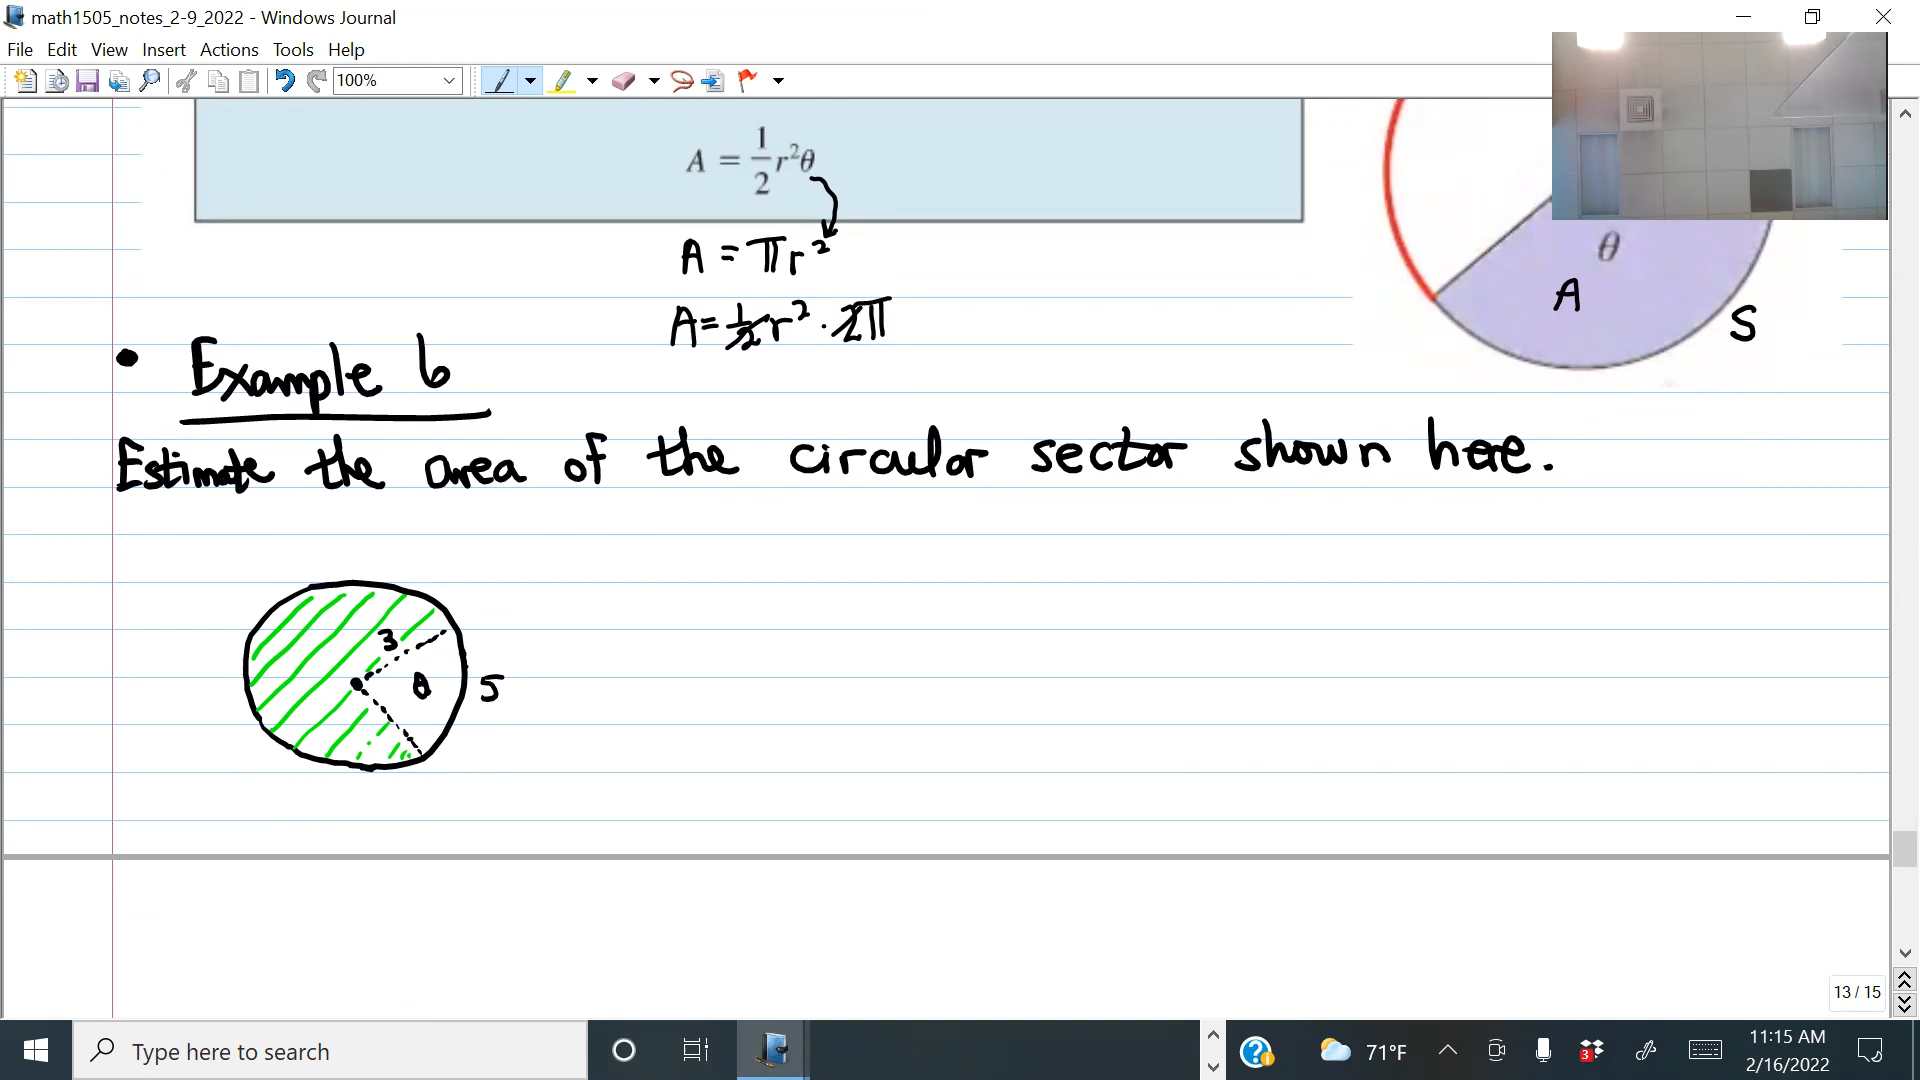 math1505_notes_2-9_2022 - Windows Journal
File Edit View Insert Actions Tools Help
100%
A = 1/2 r²θ
A = πr²
A = 1/2 r² · 2π
θ
A
S
• Example 6
Estimate the area of the circular sector shown here.
3
θ
5
13 / 15
Type here to search
71°F
3
11:15 AM
2/16/2022